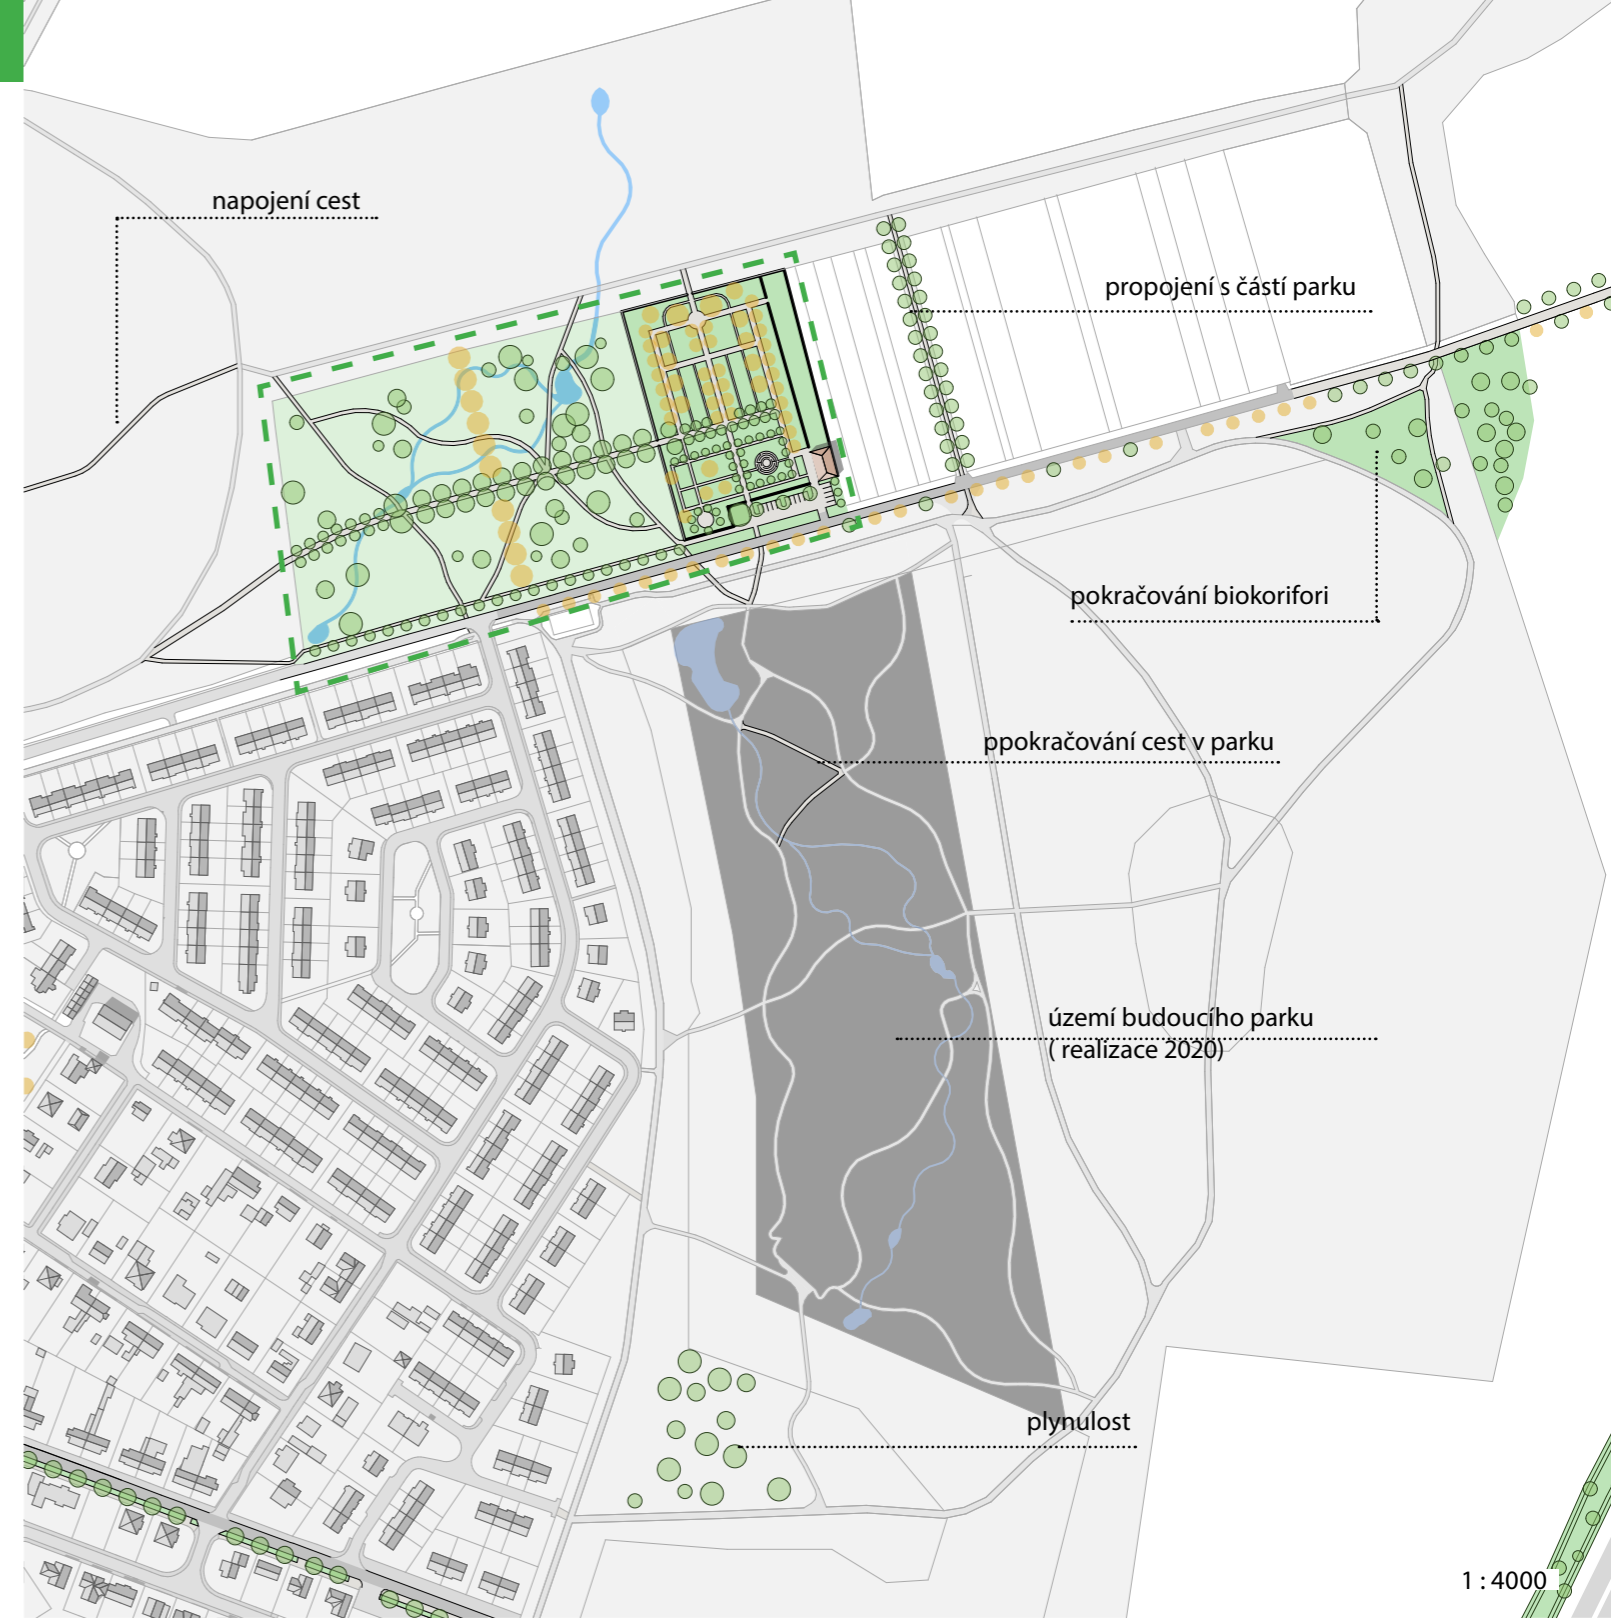 napojení cest
propojení s částí parku
pokračování biokorifori
ppokračování cest v parku
území budoucího parku
( realizace 2020)
plynulost
1 : 4000